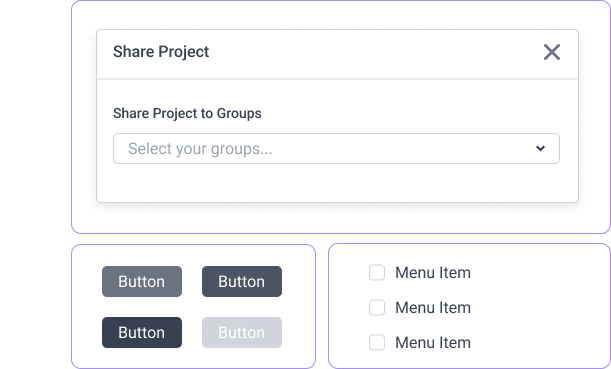 Share Project
Share Project to Groups
Select your groups...
Button Button
Button Button
Menu Item
Menu Item
Menu Item